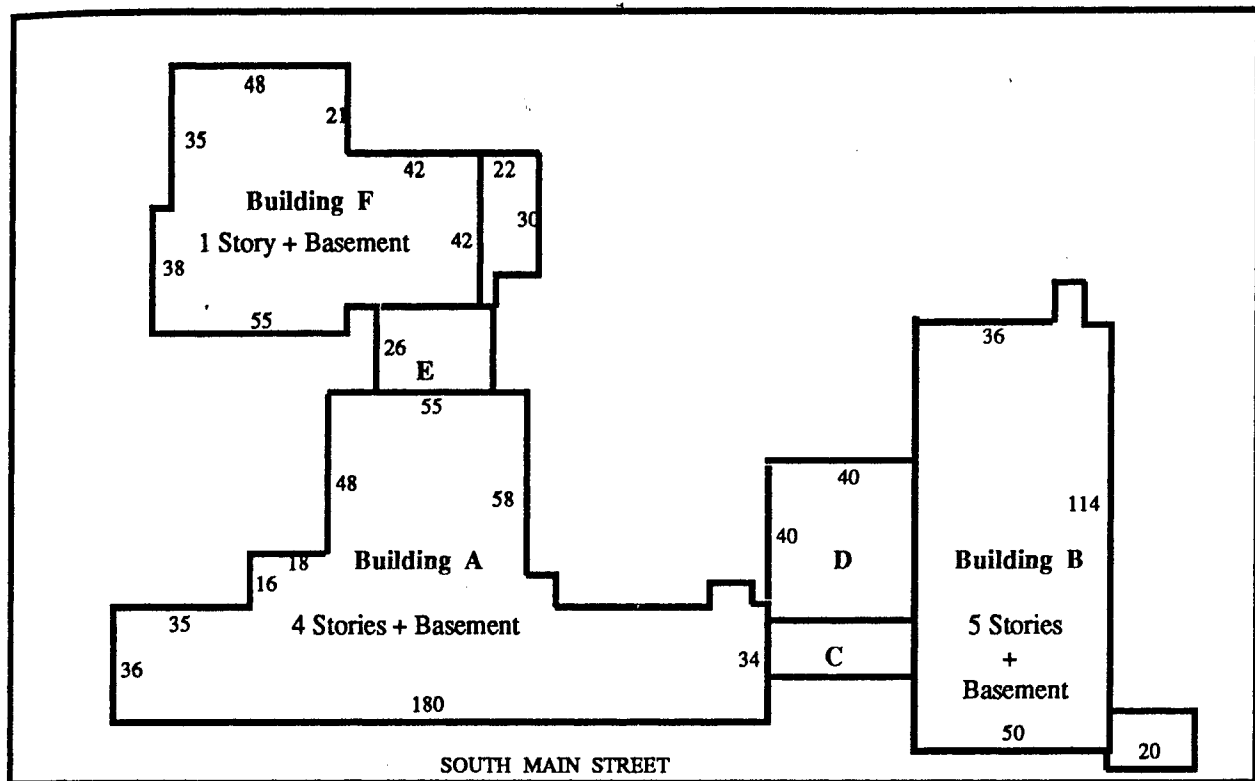 48
21
35
42
22
Building F
30
1 Story + Basement
42
38
55
26
E
36
55
48
58
40
114
40
18
Building A
D
Building B
16
35
4 Stories + Basement
5 Stories
34
C
+
36
Basement
180
50
20
SOUTH MAIN STREET